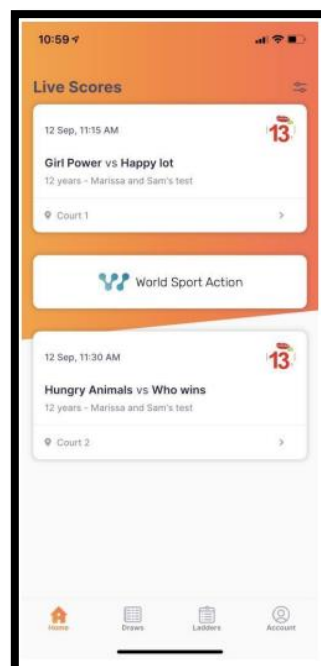 10:59
Live Scores
12 Sep, 11:15 AM
13
Girl Power vs Happy lot
12 years - Marissa and Sam's test
Court 1
World Sport Action
12 Sep, 11:30 AM
13
Hungry Animals vs Who wins
12 years - Marissa and Sam's test
Court 2
Home Draws Ladders Account